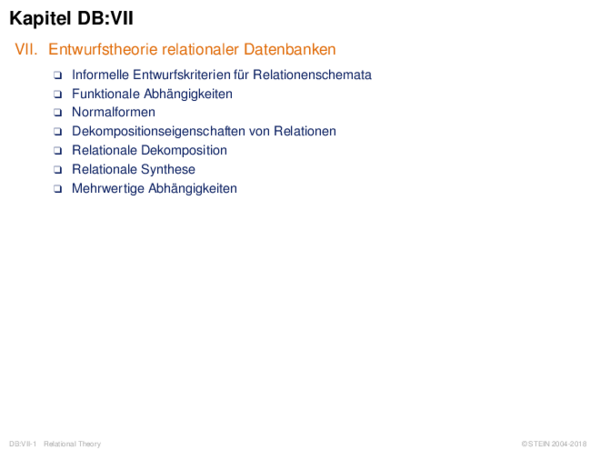 Kapitel DB:VII
VII. Entwurfstheorie relationaler Datenbanken
❑ Informelle Entwurfskriterien für Relationenschemata
❑ Funktionale Abhängigkeiten
❑ Normalformen
❑ Dekompositionseigenschaften von Relationen
❑ Relationale Dekomposition
❑ Relationale Synthese
❑ Mehrwertige Abhängigkeiten
DB:VII-1 Relational Theory
© STEIN 2004-2018